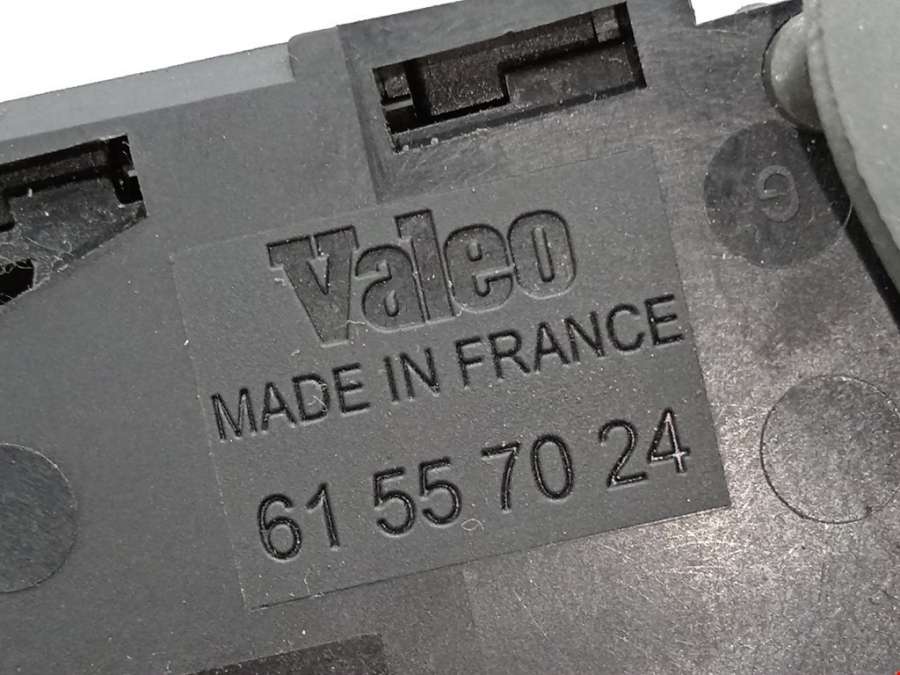 G
Valeo
MADE IN FRANCE
61 55 70 24